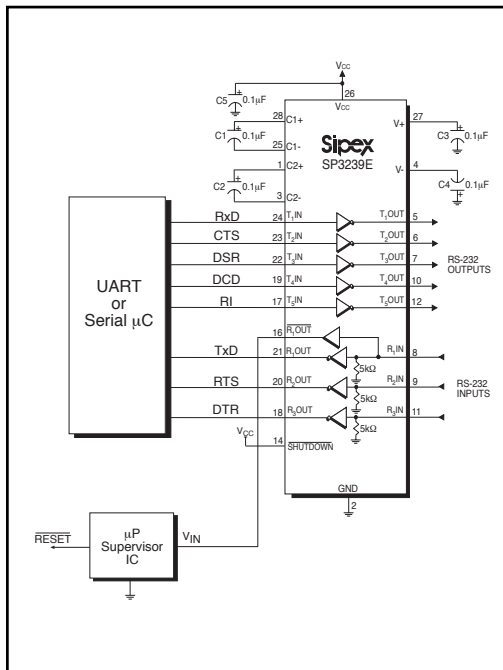 VCC
26
C5 + 0.1µF
VCC
28 C1+
C1 + 0.1µF
25 C1-
1 C2+
C2 + 0.1µF
3 C2-
Sipex
SP3239E
V+ 27
C3 + 0.1µF
V- 4
C4 0.1µF +
UART
or
Serial µC
RxD 24 T1IN T1OUT 5
CTS 23 T2IN T2OUT 6
DSR 22 T3IN T3OUT 7
DCD 19 T4IN T4OUT 10
RI 17 T5IN T5OUT 12
RS-232
OUTPUTS
16 R1OUT
TxD 21 R1OUT R1IN 8
5kΩ
RTS 20 R2OUT R2IN 9
5kΩ
DTR 18 R3OUT R3IN 11
5kΩ
RS-232
INPUTS
VCC
14 SHUTDOWN
GND
2
RESET
µP
Supervisor
IC
VIN